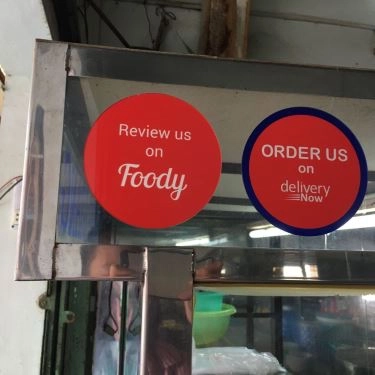 Review us
on
Foody
ORDER US
on
delivery
Now